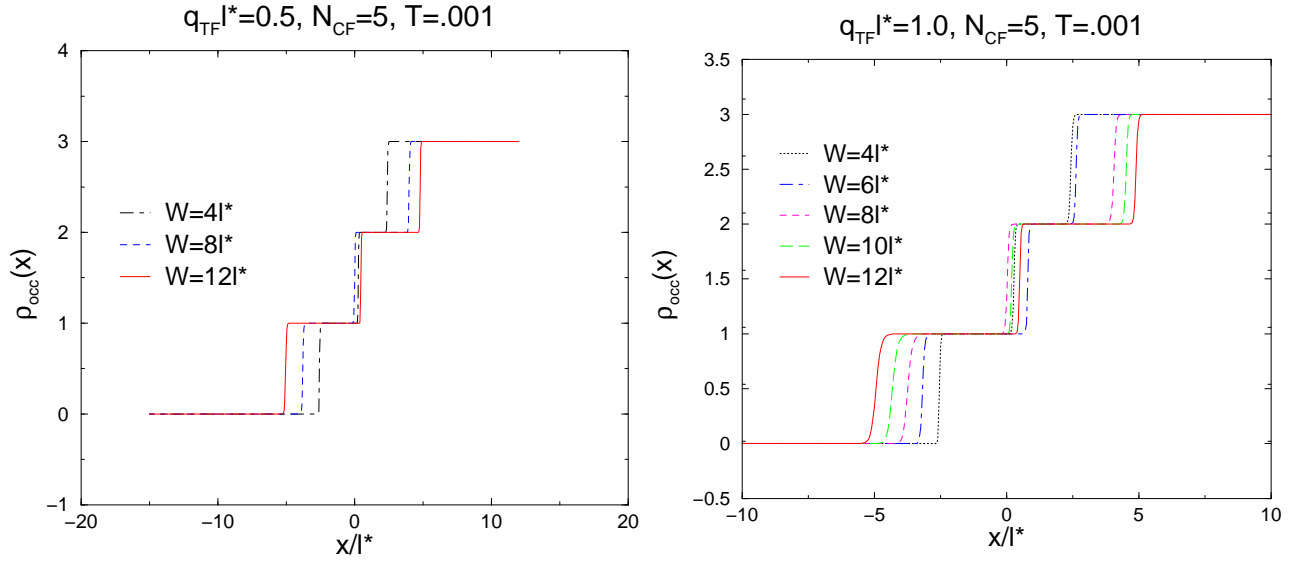 q_TF l*=0.5, N_CF=5, T=.001
4
3
2
1
0
−1
ρ_occ(x)
W=4l*
W=8l*
W=12l*
−20 −10 0 10 20
x/l*
q_TF l*=1.0, N_CF=5, T=.001
3.5
3
2.5
2
1.5
1
0.5
0
−0.5
ρ_occ(x)
W=4l*
W=6l*
W=8l*
W=10l*
W=12l*
−10 −5 0 5 10
x/l*